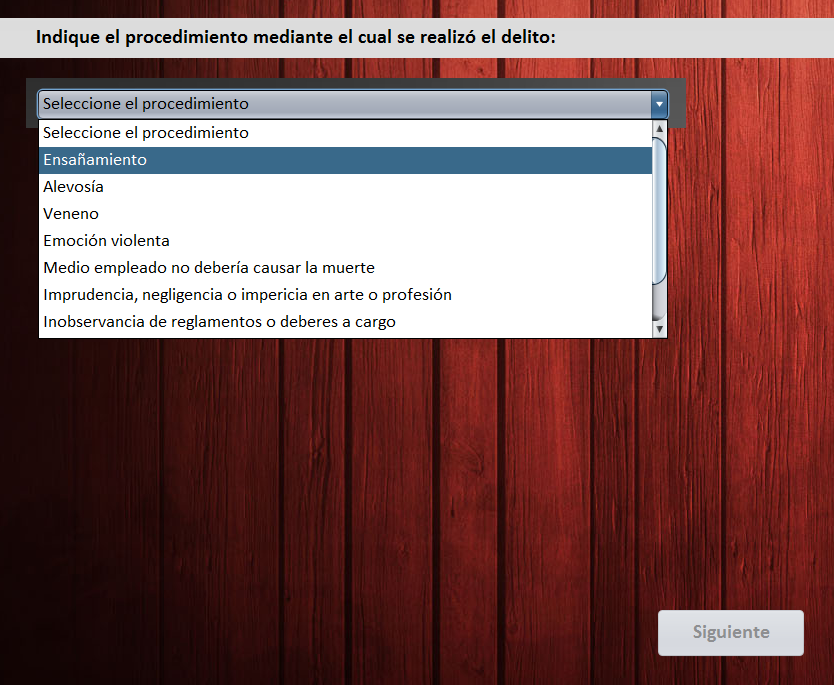 Indique el procedimiento mediante el cual se realizó el delito:
Seleccione el procedimiento
Seleccione el procedimiento
Ensañamiento
Alevosía
Veneno
Emoción violenta
Medio empleado no debería causar la muerte
Imprudencia, negligencia o impericia en arte o profesión
Inobservancia de reglamentos o deberes a cargo
Siguiente